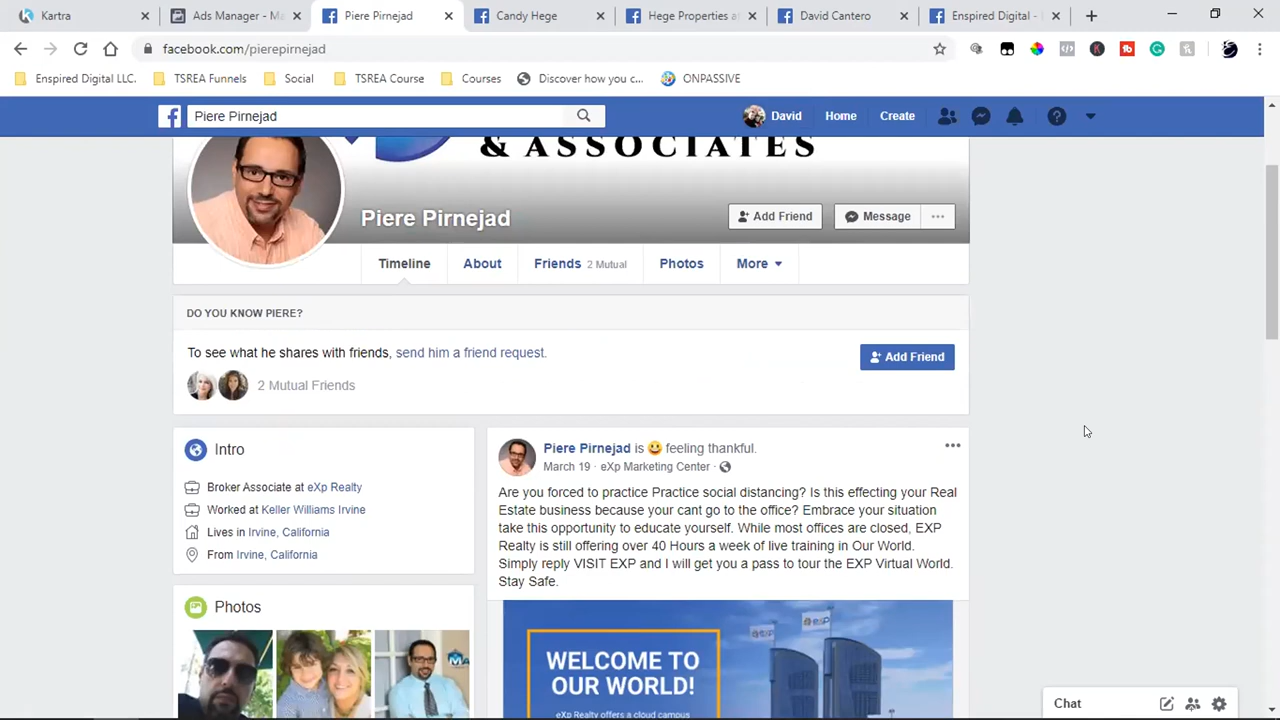 Kartra
Ads Manager - Ma
Piere Pirnejad
Candy Hege
Hege Properties a
David Cantero
Enspired Digital -
facebook.com/pierepirnejad
Enspired Digital LLC.
TSREA Funnels
Social
TSREA Course
Courses
Discover how you c...
ONPASSIVE
Piere Pirnejad
David
Home
Create
& ASSOCIATES
Piere Pirnejad
Add Friend
Message
Timeline
About
Friends 2 Mutual
Photos
More
DO YOU KNOW PIERE?
To see what he shares with friends, send him a friend request.
Add Friend
2 Mutual Friends
Intro
Broker Associate at eXp Realty
Worked at Keller Williams Irvine
Lives in Irvine, California
From Irvine, California
Photos
Piere Pirnejad is feeling thankful.
March 19 · eXp Marketing Center ·
Are you forced to practice Practice social distancing? Is this effecting your Real
Estate business because your cant go to the office? Embrace your situation
take this opportunity to educate yourself. While most offices are closed, EXP
Realty is still offering over 40 Hours a week of live training in Our World.
Simply reply VISIT EXP and I will get you a pass to tour the EXP Virtual World.
Stay Safe.
WELCOME TO
OUR WORLD!
eXp Realty offers a cloud campus
exp
exp
Chat